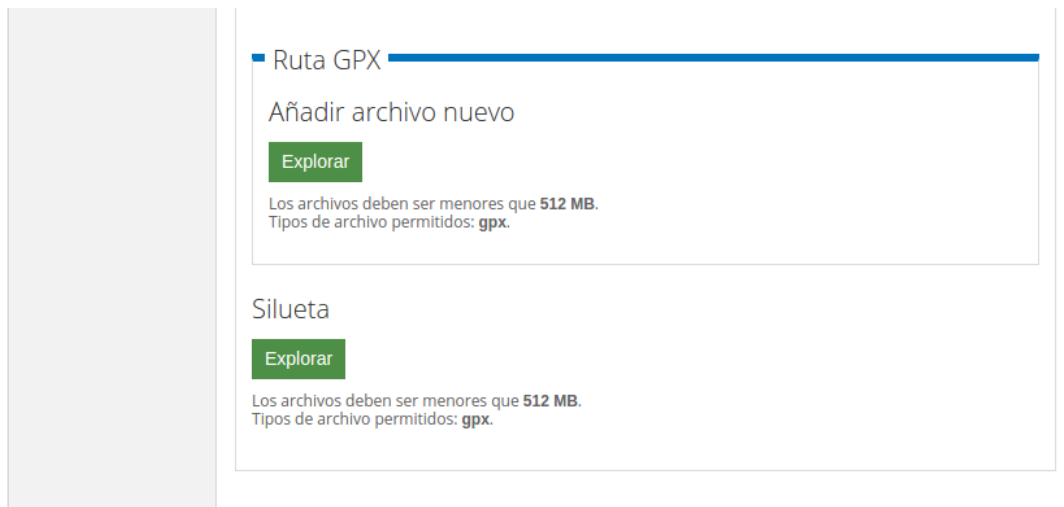 Ruta GPX
Añadir archivo nuevo
Explorar
Los archivos deben ser menores que 512 MB.
Tipos de archivo permitidos: gpx.
Silueta
Explorar
Los archivos deben ser menores que 512 MB.
Tipos de archivo permitidos: gpx.